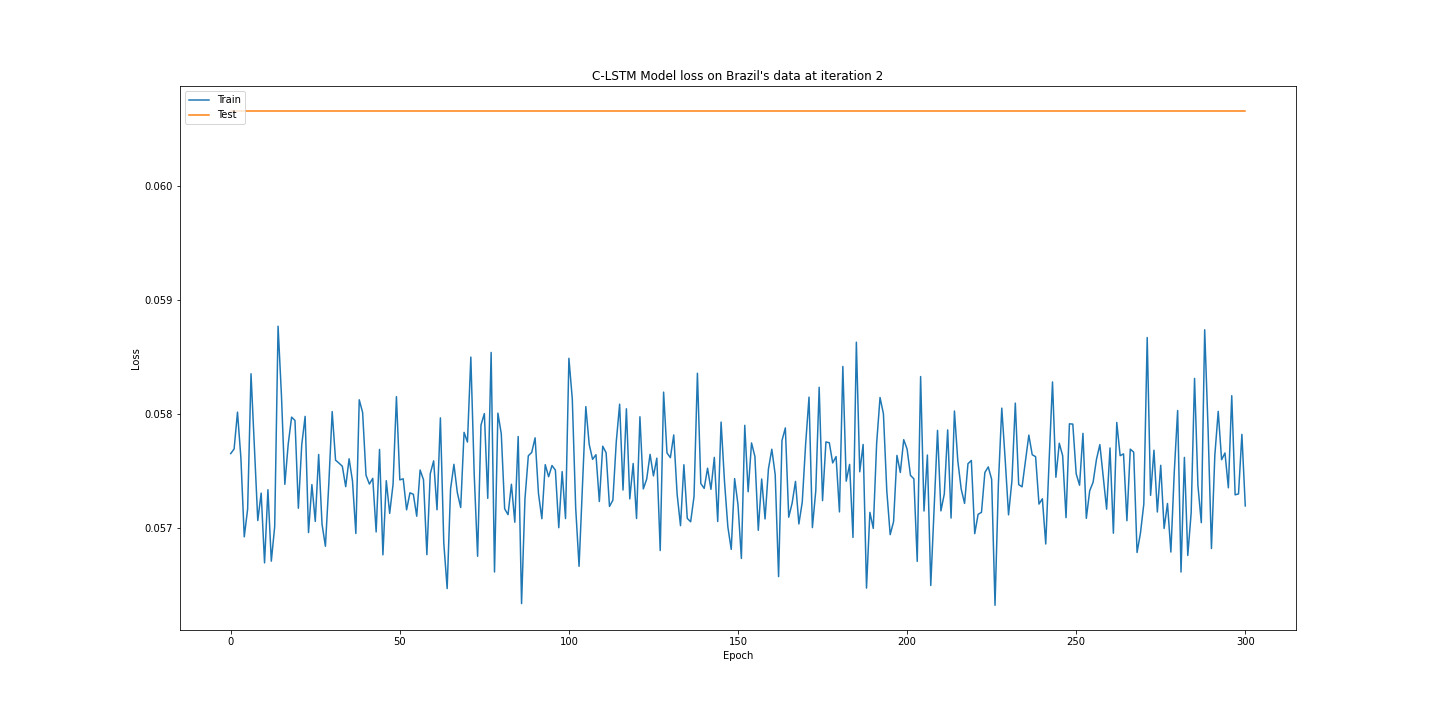 C-LSTM Model loss on Brazil's data at iteration 2
Train
Test
0.060
0.059
0.058
0.057
Loss
0 50 100 150 200 250 300
Epoch